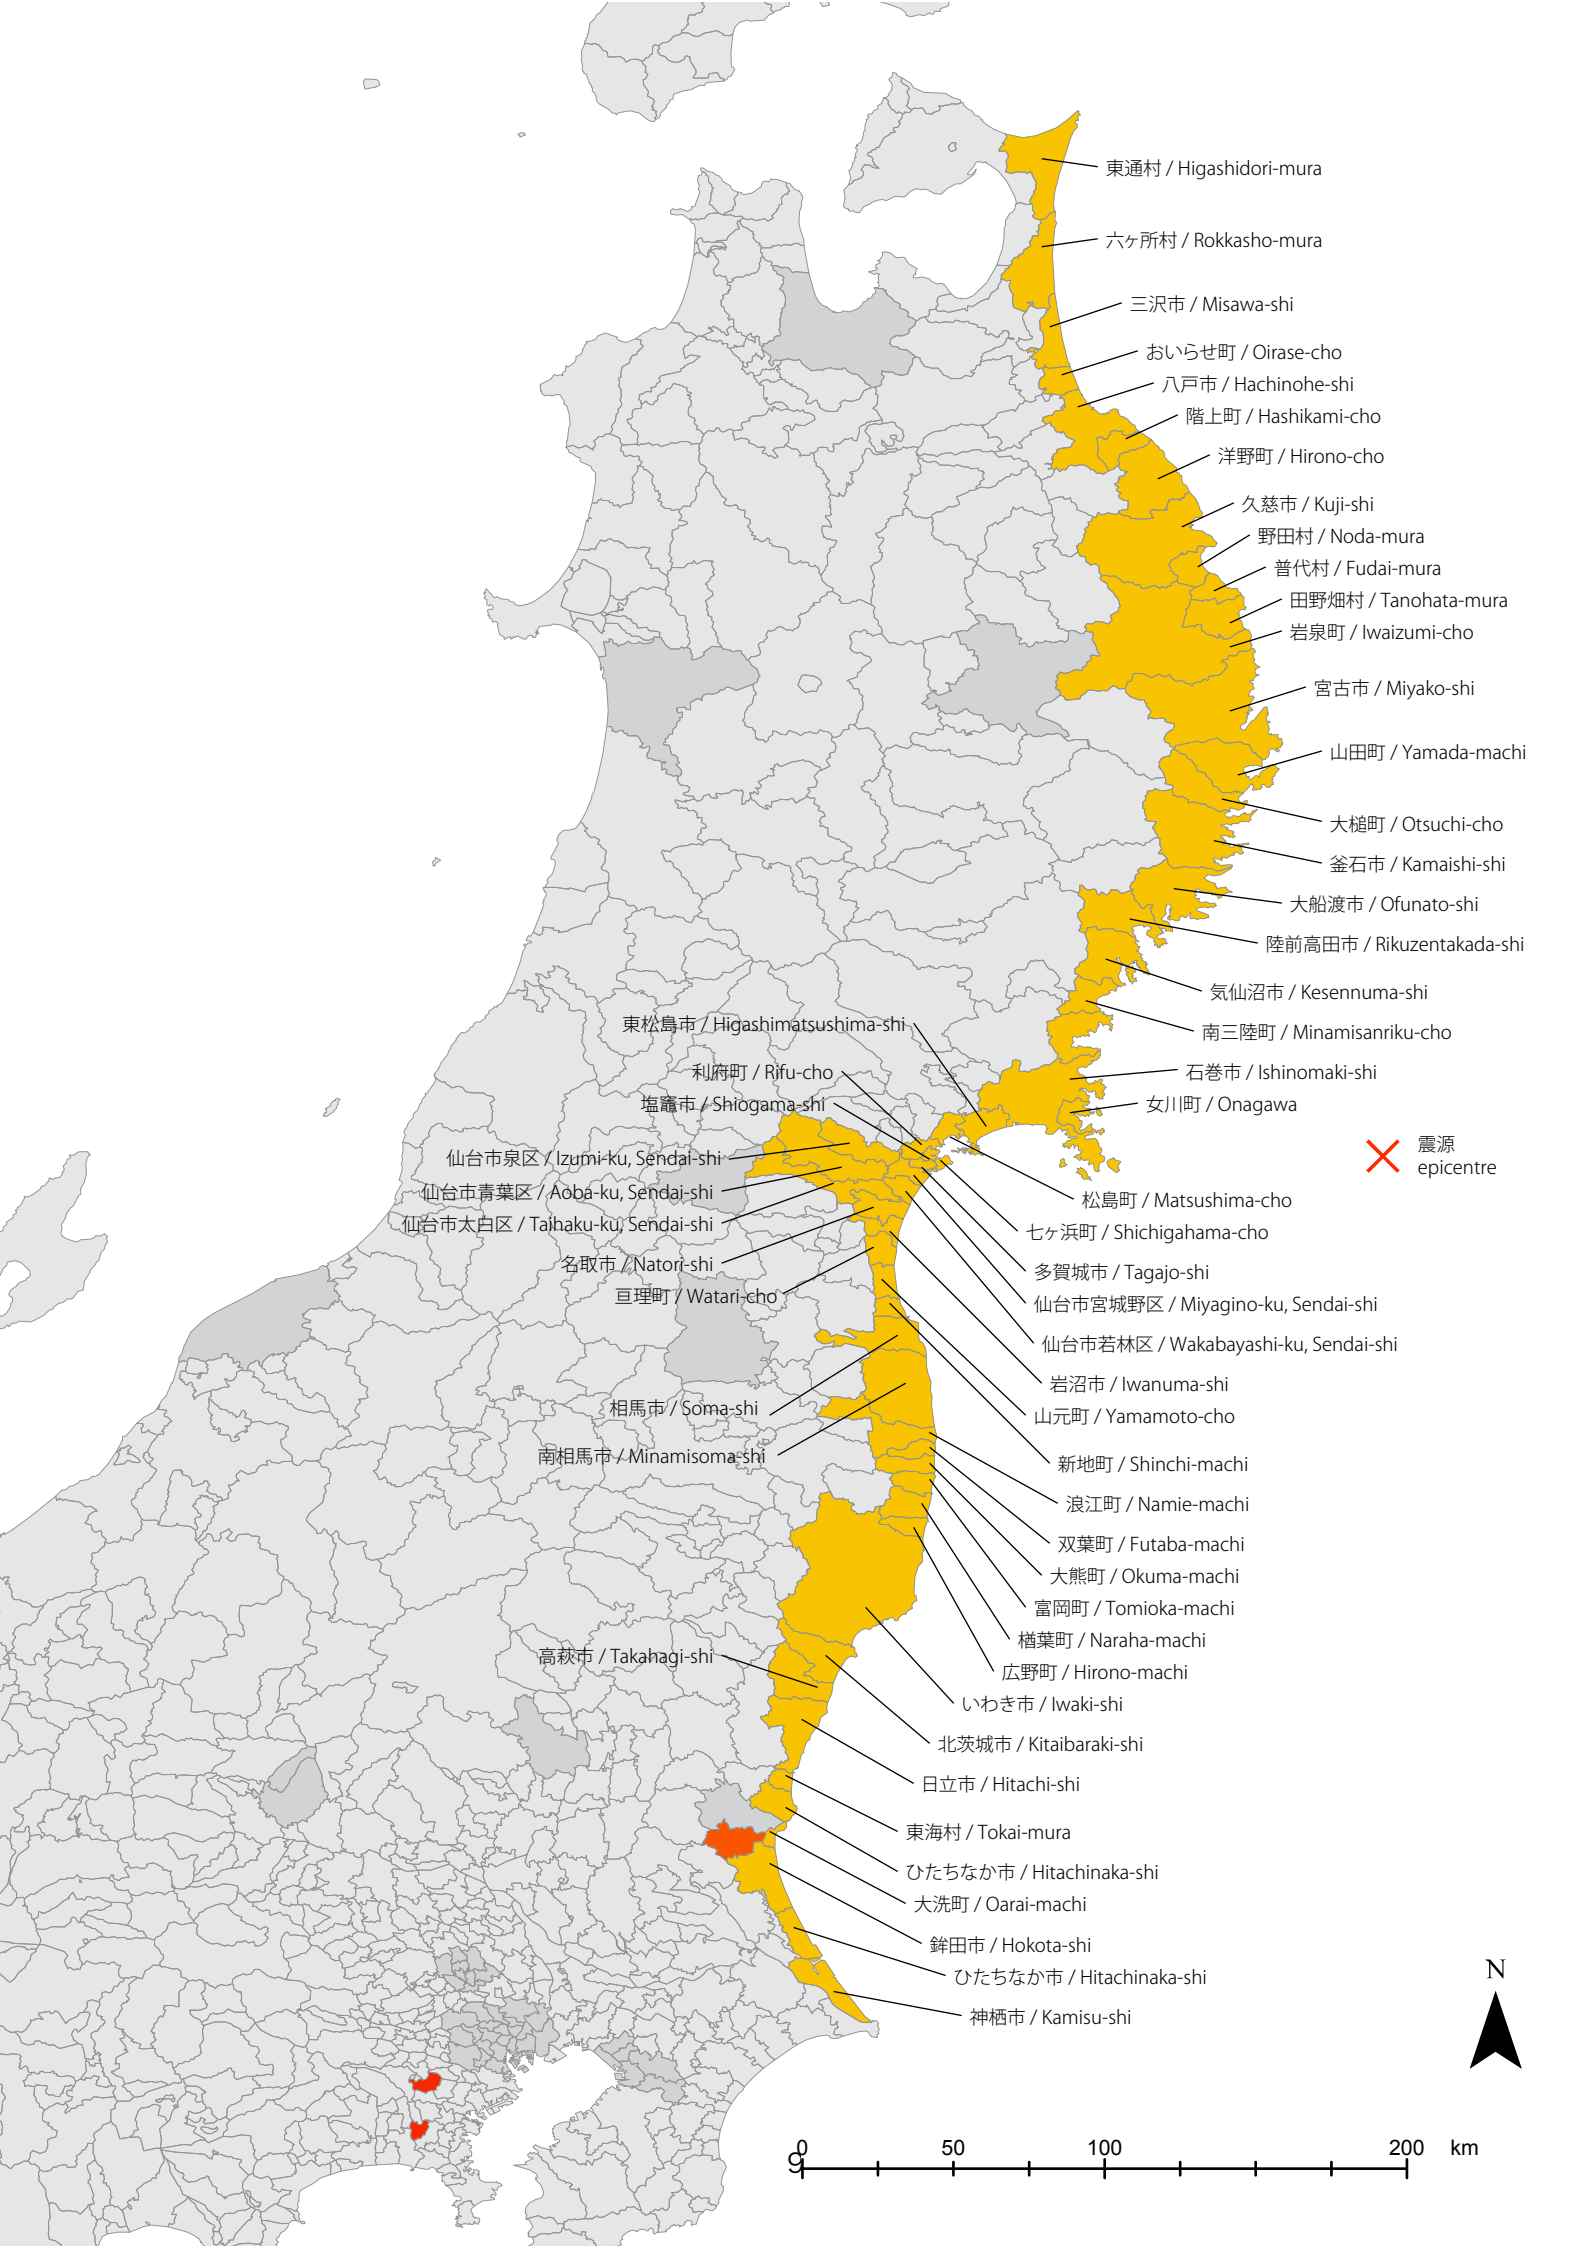 東通村 / Higashidori-mura
六ヶ所村 / Rokkasho-mura
三沢市 / Misawa-shi
おいらせ町 / Oirase-cho
八戸市 / Hachinohe-shi
階上町 / Hashikami-cho
洋野町 / Hirono-cho
久慈市 / Kuji-shi
野田村 / Noda-mura
普代村 / Fudai-mura
田野畑村 / Tanohata-mura
岩泉町 / Iwaizumi-cho
宮古市 / Miyako-shi
山田町 / Yamada-machi
大槌町 / Otsuchi-cho
釜石市 / Kamaishi-shi
大船渡市 / Ofunato-shi
陸前高田市 / Rikuzentakada-shi
気仙沼市 / Kesennuma-shi
南三陸町 / Minamisanriku-cho
石巻市 / Ishinomaki-shi
女川町 / Onagawa
震源
epicentre
東松島市 / Higashimatsushima-shi
利府町 / Rifu-cho
塩竈市 / Shiogama-shi
仙台市泉区 / Izumi-ku, Sendai-shi
仙台市青葉区 / Aoba-ku, Sendai-shi
仙台市太白区 / Taihaku-ku, Sendai-shi
名取市 / Natori-shi
亘理町 / Watari-cho
相馬市 / Soma-shi
南相馬市 / Minamisoma-shi
高萩市 / Takahagi-shi
松島町 / Matsushima-cho
七ヶ浜町 / Shichigahama-cho
多賀城市 / Tagajo-shi
仙台市宮城野区 / Miyagino-ku, Sendai-shi
仙台市若林区 / Wakabayashi-ku, Sendai-shi
岩沼市 / Iwanuma-shi
山元町 / Yamamoto-cho
新地町 / Shinchi-machi
浪江町 / Namie-machi
双葉町 / Futaba-machi
大熊町 / Okuma-machi
富岡町 / Tomioka-machi
楢葉町 / Naraha-machi
広野町 / Hirono-machi
いわき市 / Iwaki-shi
北茨城市 / Kitaibaraki-shi
日立市 / Hitachi-shi
東海村 / Tokai-mura
ひたちなか市 / Hitachinaka-shi
大洗町 / Oarai-machi
鉾田市 / Hokota-shi
ひたちなか市 / Hitachinaka-shi
神栖市 / Kamisu-shi
N
0 50 100 200 km
9